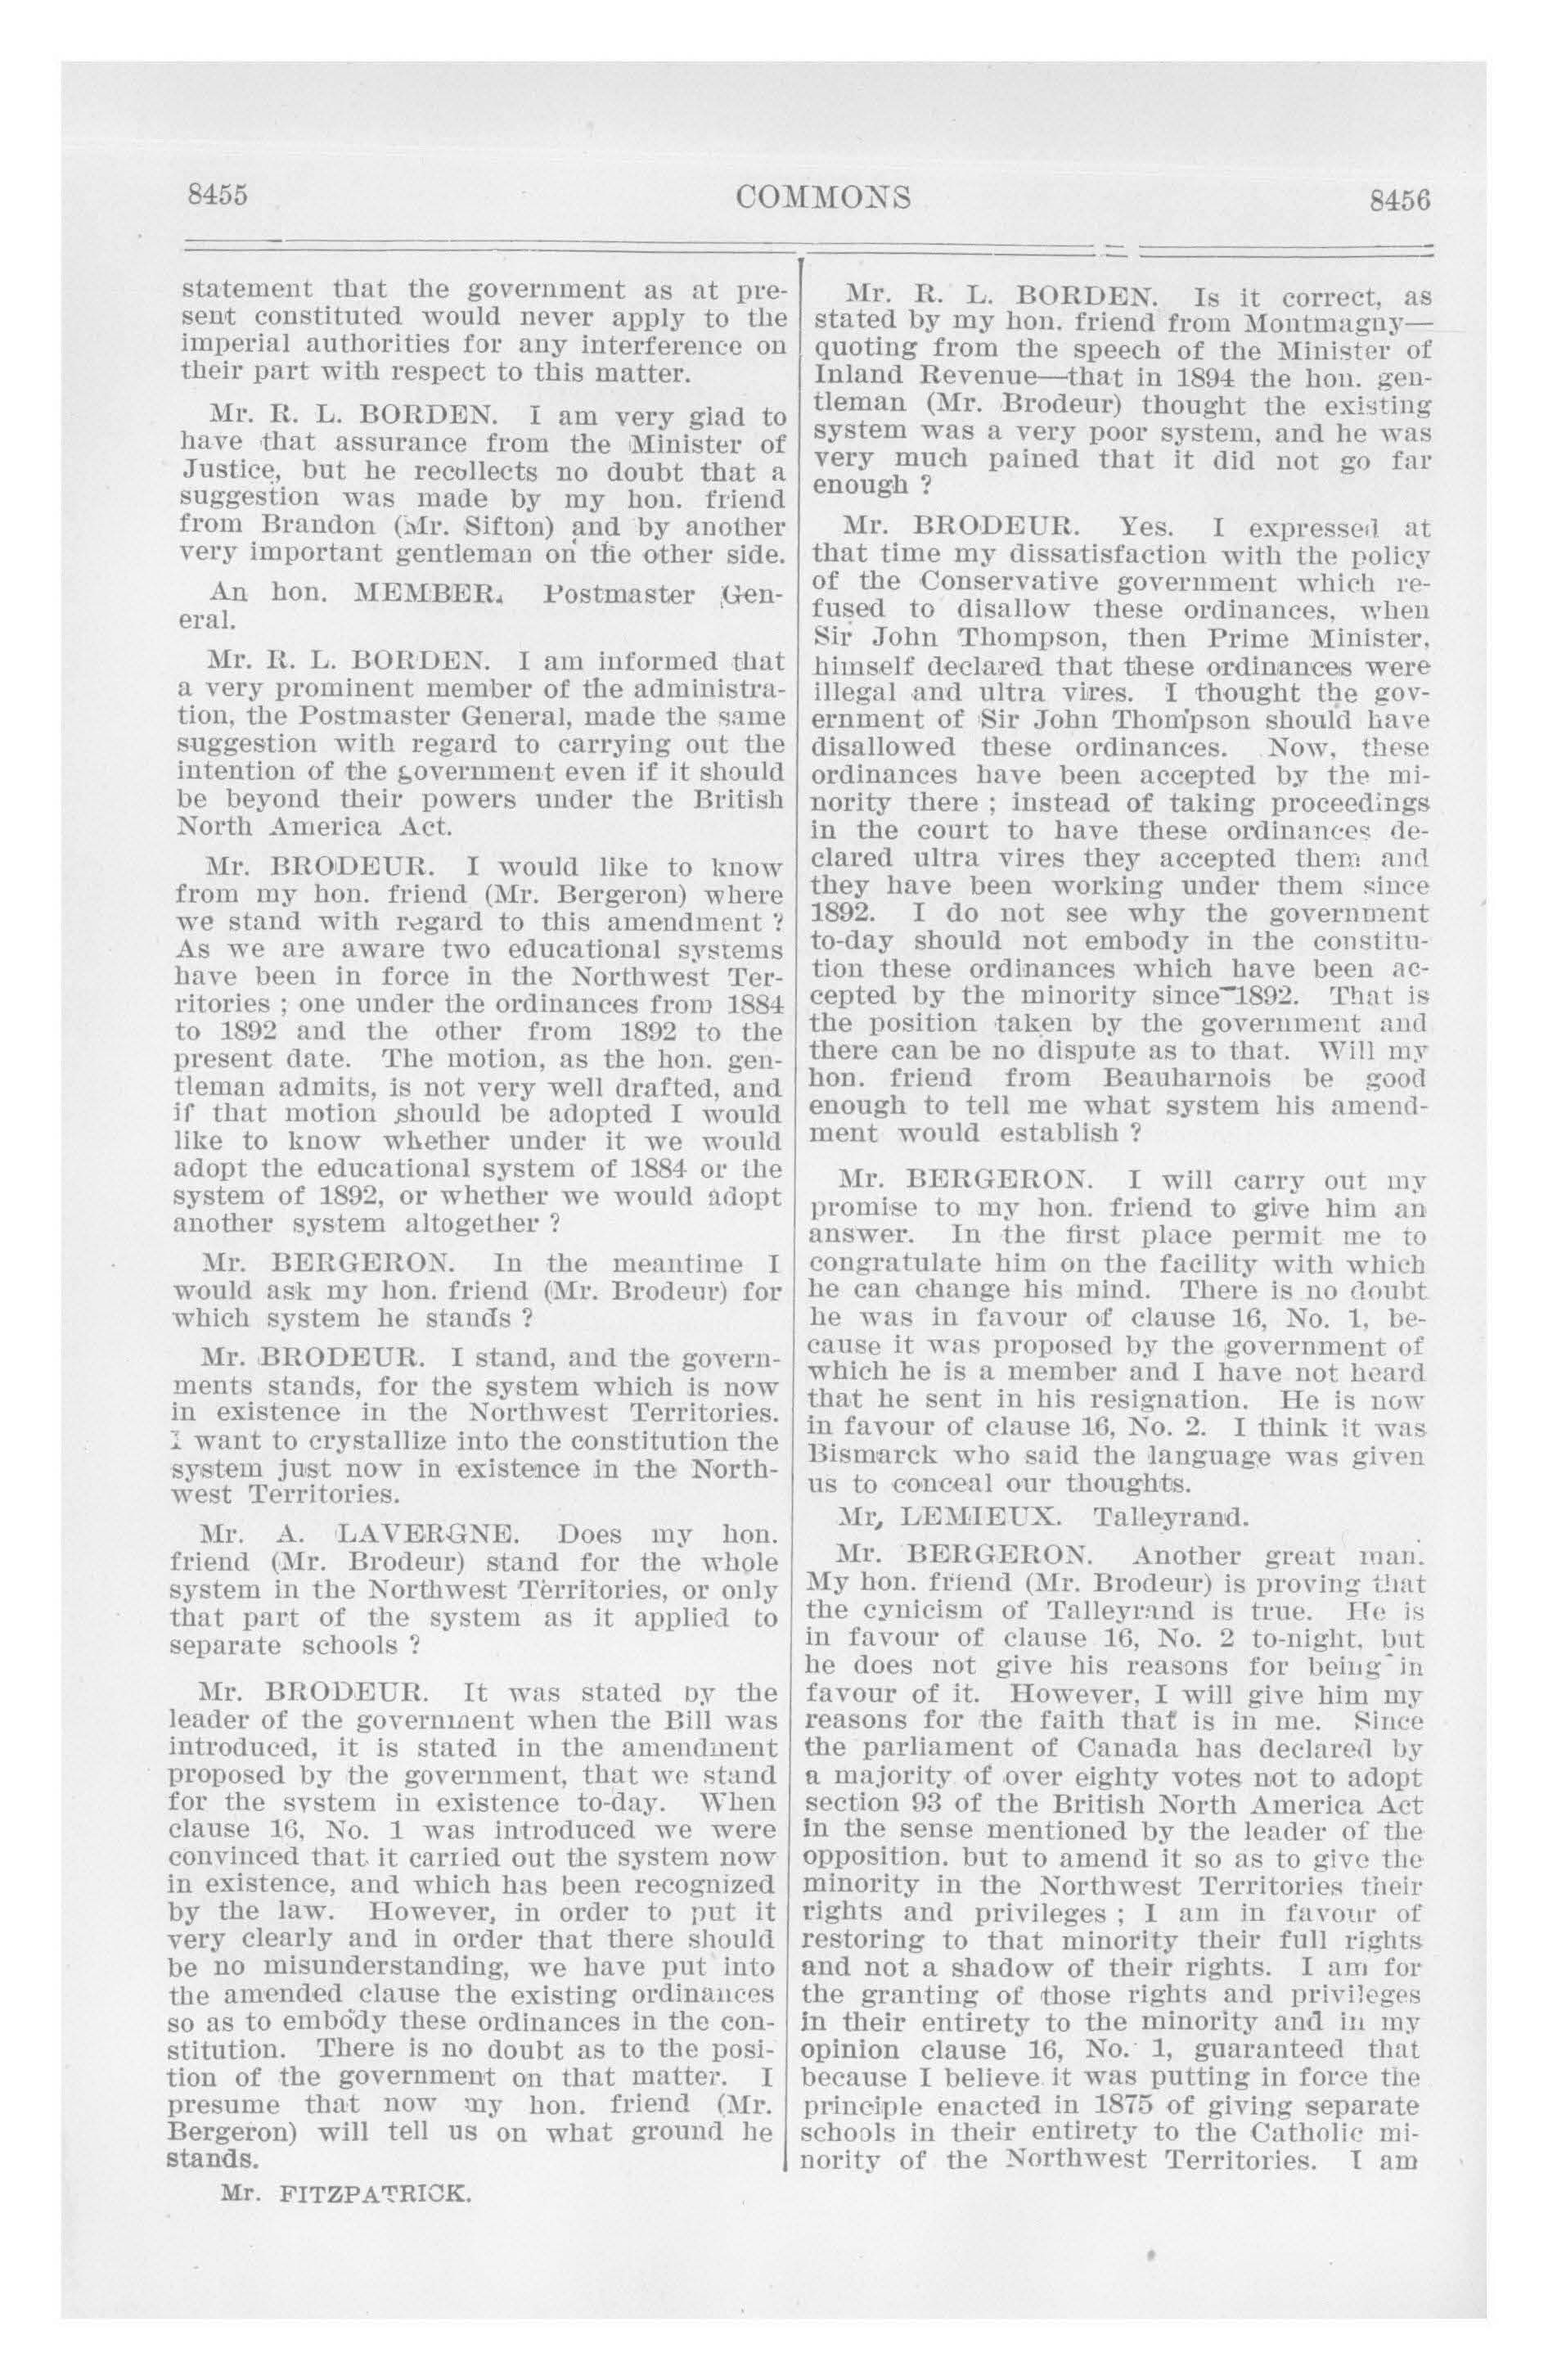 8455
COMMONS
8456
statement that the government as at pre-
sent constituted would never apply to the
imperial authorities for any interference on
their part with respect to this matter.
Mr. R. L. BORDEN. I am very glad to
have that assurance from the Minister of
Justice, but he recollects no doubt that a
suggestion was made by my hon. friend
from Brandon (Mr. Sifton) and by another
very important gentleman on the other side.
An hon. MEMBER. Postmaster Gen-
eral.
Mr. R. L. BORDEN. I am informed that
a very prominent member of the administra-
tion, the Postmaster General, made the same
suggestion with regard to carrying out the
intention of the government even if it should
be beyond their powers under the British
North America Act.
Mr. BRODEUR. I would like to know
from my hon. friend (Mr. Bergeron) where
we stand with regard to this amendment ?
As we are aware two educational systems
have been in force in the Northwest Ter-
ritories ; one under the ordinances from 1884
to 1892 and the other from 1892 to the
present date. The motion, as the hon. gen-
tleman admits, is not very well drafted, and
if that motion should be adopted I would
like to know whether under it we would
adopt the educational system of 1884 or the
system of 1892, or whether we would adopt
another system altogether ?
Mr. BERGERON. In the meantime I
would ask my hon. friend (Mr. Brodeur) for
which system he stands ?
Mr. BRODEUR. I stand, and the govern-
ments stands, for the system which is now
in existence in the Northwest Territories.
I want to crystallize into the constitution the
system just now in existence in the North-
west Territories.
Mr. A. LAVERGNE. Does my hon.
friend (Mr. Brodeur) stand for the whole
system in the Northwest Territories, or only
that part of the system as it applied to
separate schools ?
Mr. BRODEUR. It was stated by the
leader of the government when the Bill was
introduced, it is stated in the amendment
proposed by the government, that we stand
for the system in existence to-day. When
clause 16, No. 1 was introduced we were
convinced that it carried out the system now
in existence, and which has been recognized
by the law. However, in order to put it
very clearly and in order that there should
be no misunderstanding, we have put into
the amended clause the existing ordinances
so as to embody these ordinances in the con-
stitution. There is no doubt as to the posi-
tion of the government on that matter. I
presume that now my hon. friend (Mr.
Bergeron) will tell us on what ground he
stands.
Mr. FITZPATRICK.
Mr. R. L. BORDEN. Is it correct, as
stated by my hon. friend from Montmagny—
quoting from the speech of the Minister of
Inland Revenue—that in 1894 the hon. gen-
tleman (Mr. Brodeur) thought the existing
system was a very poor system, and he was
very much pained that it did not go far
enough ?
Mr. BRODEUR. Yes. I expressed at
that time my dissatisfaction with the policy
of the Conservative government which re-
fused to disallow these ordinances, when
Sir John Thompson, then Prime Minister,
himself declared that these ordinances were
illegal and ultra vires. I thought the gov-
ernment of Sir John Thompson should have
disallowed these ordinances. Now, these
ordinances have been accepted by the mi-
nority there ; instead of taking proceedings
in the court to have these ordinances de-
clared ultra vires they accepted them and
they have been working under them since
1892. I do not see why the government
to-day should not embody in the constitu-
tion these ordinances which have been ac-
cepted by the minority since 1892. That is
the position taken by the government and
there can be no dispute as to that. Will my
hon. friend from Beauharnois be good
enough to tell me what system his amend-
ment would establish ?
Mr. BERGERON. I will carry out my
promise to my hon. friend to give him an
answer. In the first place permit me to
congratulate him on the facility with which
he can change his mind. There is no doubt
he was in favour of clause 16, No. 1, be-
cause it was proposed by the government of
which he is a member and I have not heard
that he sent in his resignation. He is now
in favour of clause 16, No. 2. I think it was
Bismarck who said the language was given
us to conceal our thoughts.
Mr, LEMIEUX. Talleyrand.
Mr. BERGERON. Another great man.
My hon. friend (Mr. Brodeur) is proving that
the cynicism of Talleyrand is true. He is
in favour of clause 16, No. 2 to-night, but
he does not give his reasons for being in
favour of it. However, I will give him my
reasons for the faith that is in me. Since
the parliament of Canada has declared by
a majority of over eighty votes not to adopt
section 93 of the British North America Act
in the sense mentioned by the leader of the
opposition. but to amend it so as to give the
minority in the Northwest Territories their
rights and privileges ; I am in favour of
restoring to that minority their full rights
and not a shadow of their rights. I am for
the granting of those rights and privileges
in their entirety to the minority and in my
opinion clause 16, No. 1, guaranteed that
because I believe it was putting in force the
principle enacted in 1875 of giving separate
schools in their entirety to the Catholic mi-
nority of the Northwest Territories. I am